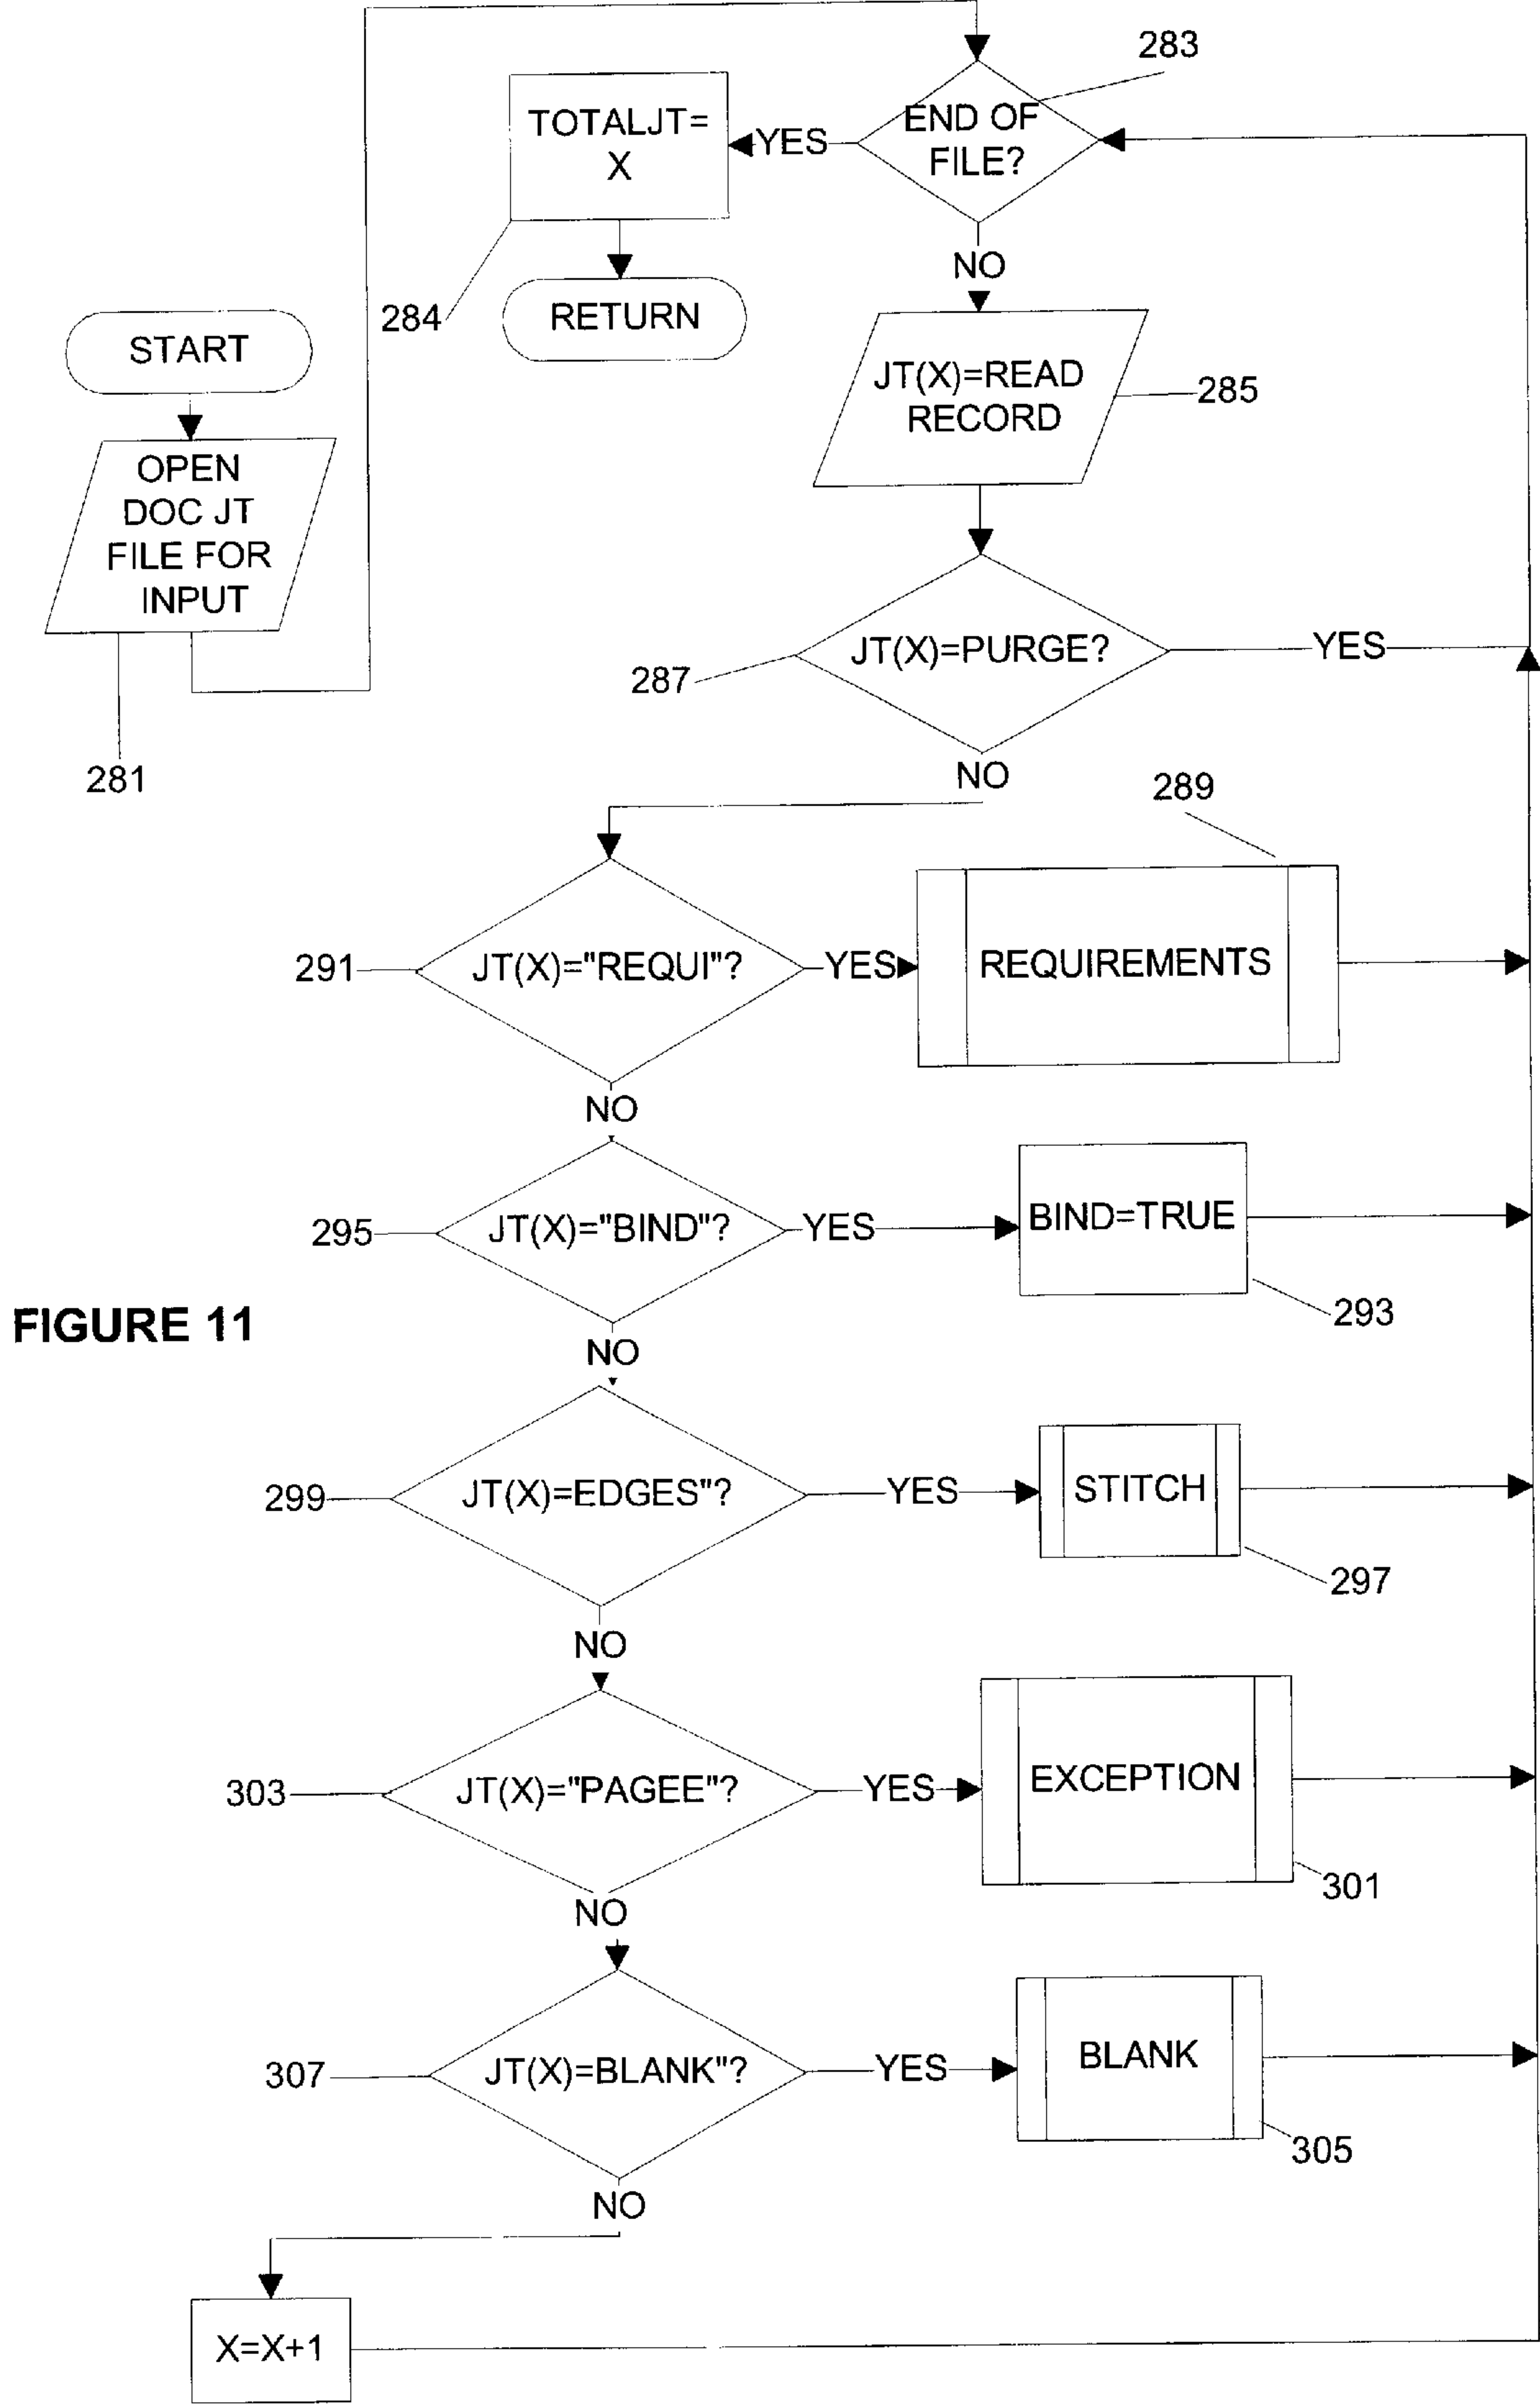 283
END OF
FILE?
YES
TOTALJT=
X
284
RETURN
NO
START
JT(X)=READ
RECORD
285
OPEN
DOC JT
FILE FOR
INPUT
281
JT(X)=PURGE?
YES
287
NO
289
291
JT(X)="REQUI"?
YES
REQUIREMENTS
NO
295
JT(X)="BIND"?
YES
BIND=TRUE
293
FIGURE 11
NO
299
JT(X)=EDGES"?
YES
STITCH
297
NO
303
JT(X)="PAGEE"?
YES
EXCEPTION
301
NO
307
JT(X)=BLANK"?
YES
BLANK
305
NO
X=X+1